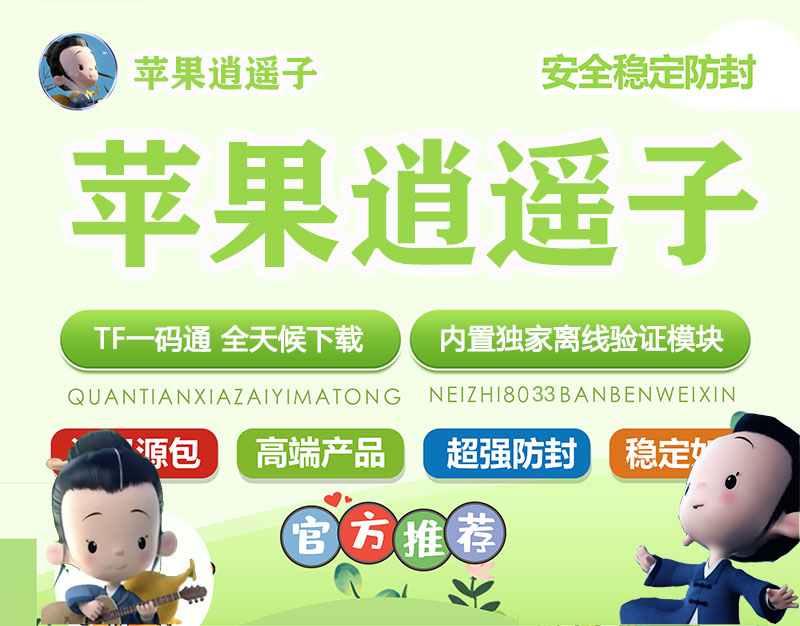 苹果逍遥子
安全稳定防封
苹果逍遥子
TF一码通 全天候下载
内置独家离线验证模块
QUANTIANXIAZAIYIMATONG
NEIZHI8033BANBENWEIXIN
源包
高端产品
超强防封
稳定如
官方推荐